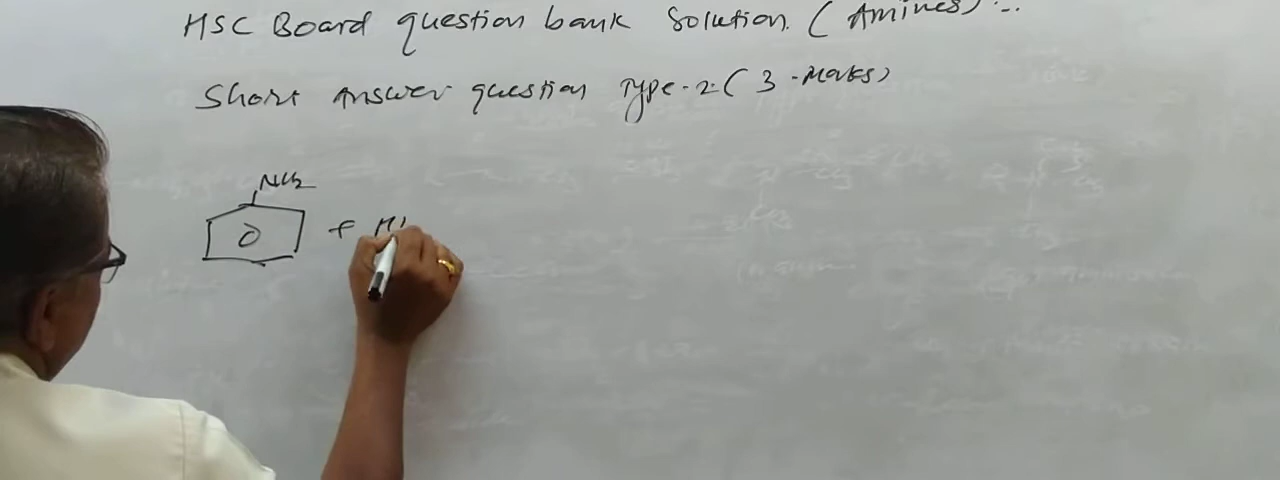 HSC Board question bank Solution. (Amines)...
Short Answer question Type-2:(3-Marks)
NH2
+ H